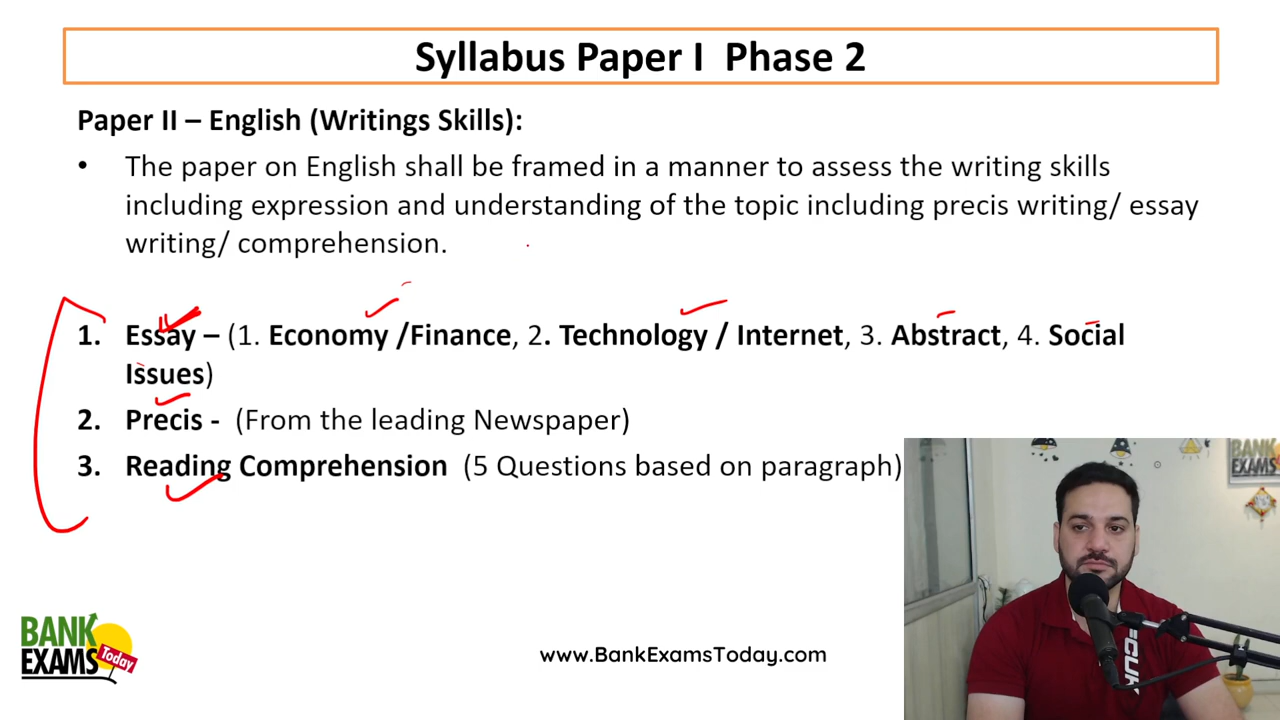 Syllabus Paper I Phase 2
Paper II – English (Writings Skills):
• The paper on English shall be framed in a manner to assess the writing skills
including expression and understanding of the topic including precis writing/ essay
writing/ comprehension.
1. Essay – (1. Economy /Finance, 2. Technology / Internet, 3. Abstract, 4. Social
Issues)
2. Precis - (From the leading Newspaper)
3. Reading Comprehension (5 Questions based on paragraph)
BANK
EXAMS
BANK
EXAMS
Today
www.BankExamsToday.com